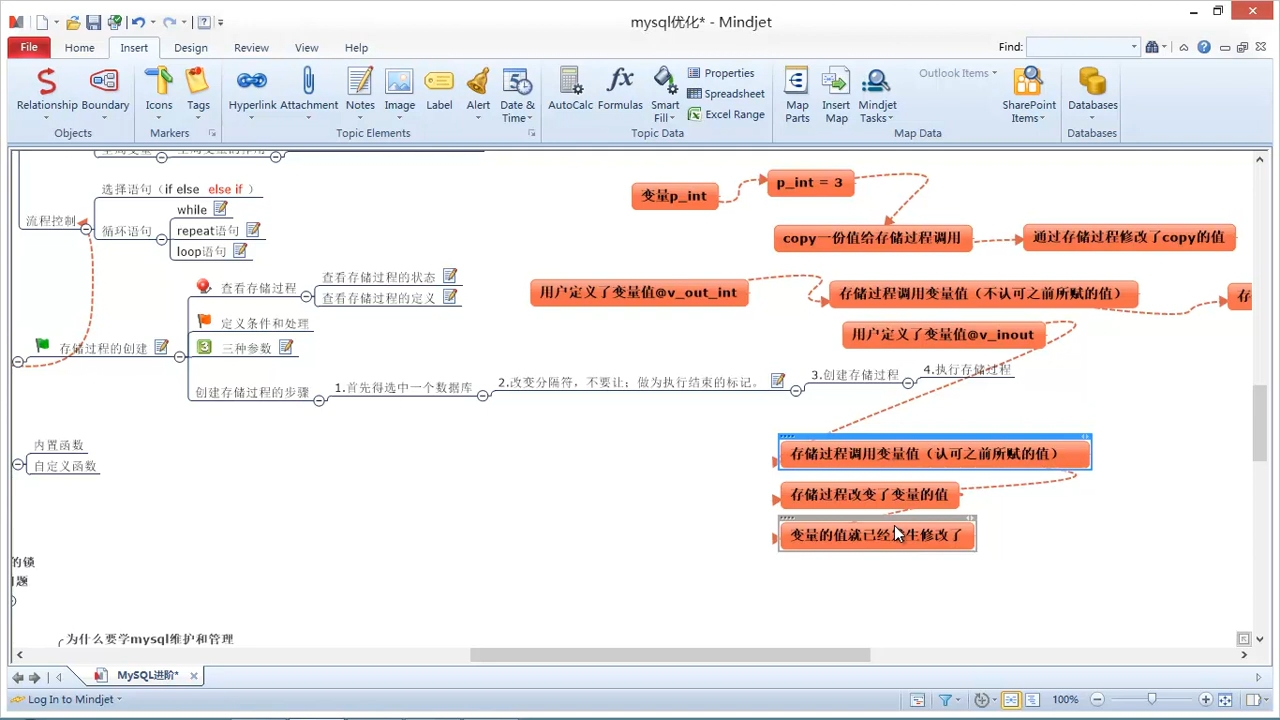 mysql优化* - Mindjet
File
Home
Insert
Design
Review
View
Help
Find:
Relationship
Boundary
Objects
Icons
Tags
Markers
Hyperlink
Attachment
Notes
Image
Label
Alert
Date & Time
Topic Elements
AutoCalc
Formulas
Smart Fill
Properties
Spreadsheet
Excel Range
Topic Data
Map Parts
Insert Map
Mindjet Tasks
Outlook Items
SharePoint Items
Map Data
Databases
Databases
选择语句（if else else if ）
流程控制
循环语句
while
repeat语句
loop语句
变量p_int
p_int = 3
copy一份值给存储过程调用
通过存储过程修改了copy的值
查看存储过程
查看存储过程的状态
查看存储过程的定义
用户定义了变量值@v_out_int
存储过程调用变量值（不认可之前所赋的值）
存
定义条件和处理
用户定义了变量值@v_inout
存储过程的创建
3
三种参数
创建存储过程的步骤
1.首先得选中一个数据库
2.改变分隔符，不要让；做为执行结束的标记。
3.创建存储过程
4.执行存储过程
内置函数
自定义函数
存储过程调用变量值（认可之前所赋的值）
存储过程改变了变量的值
变量的值就已经 生修改了
的锁
题
为什么要学mysql维护和管理
MySQL进阶*
Log In to Mindjet
100%